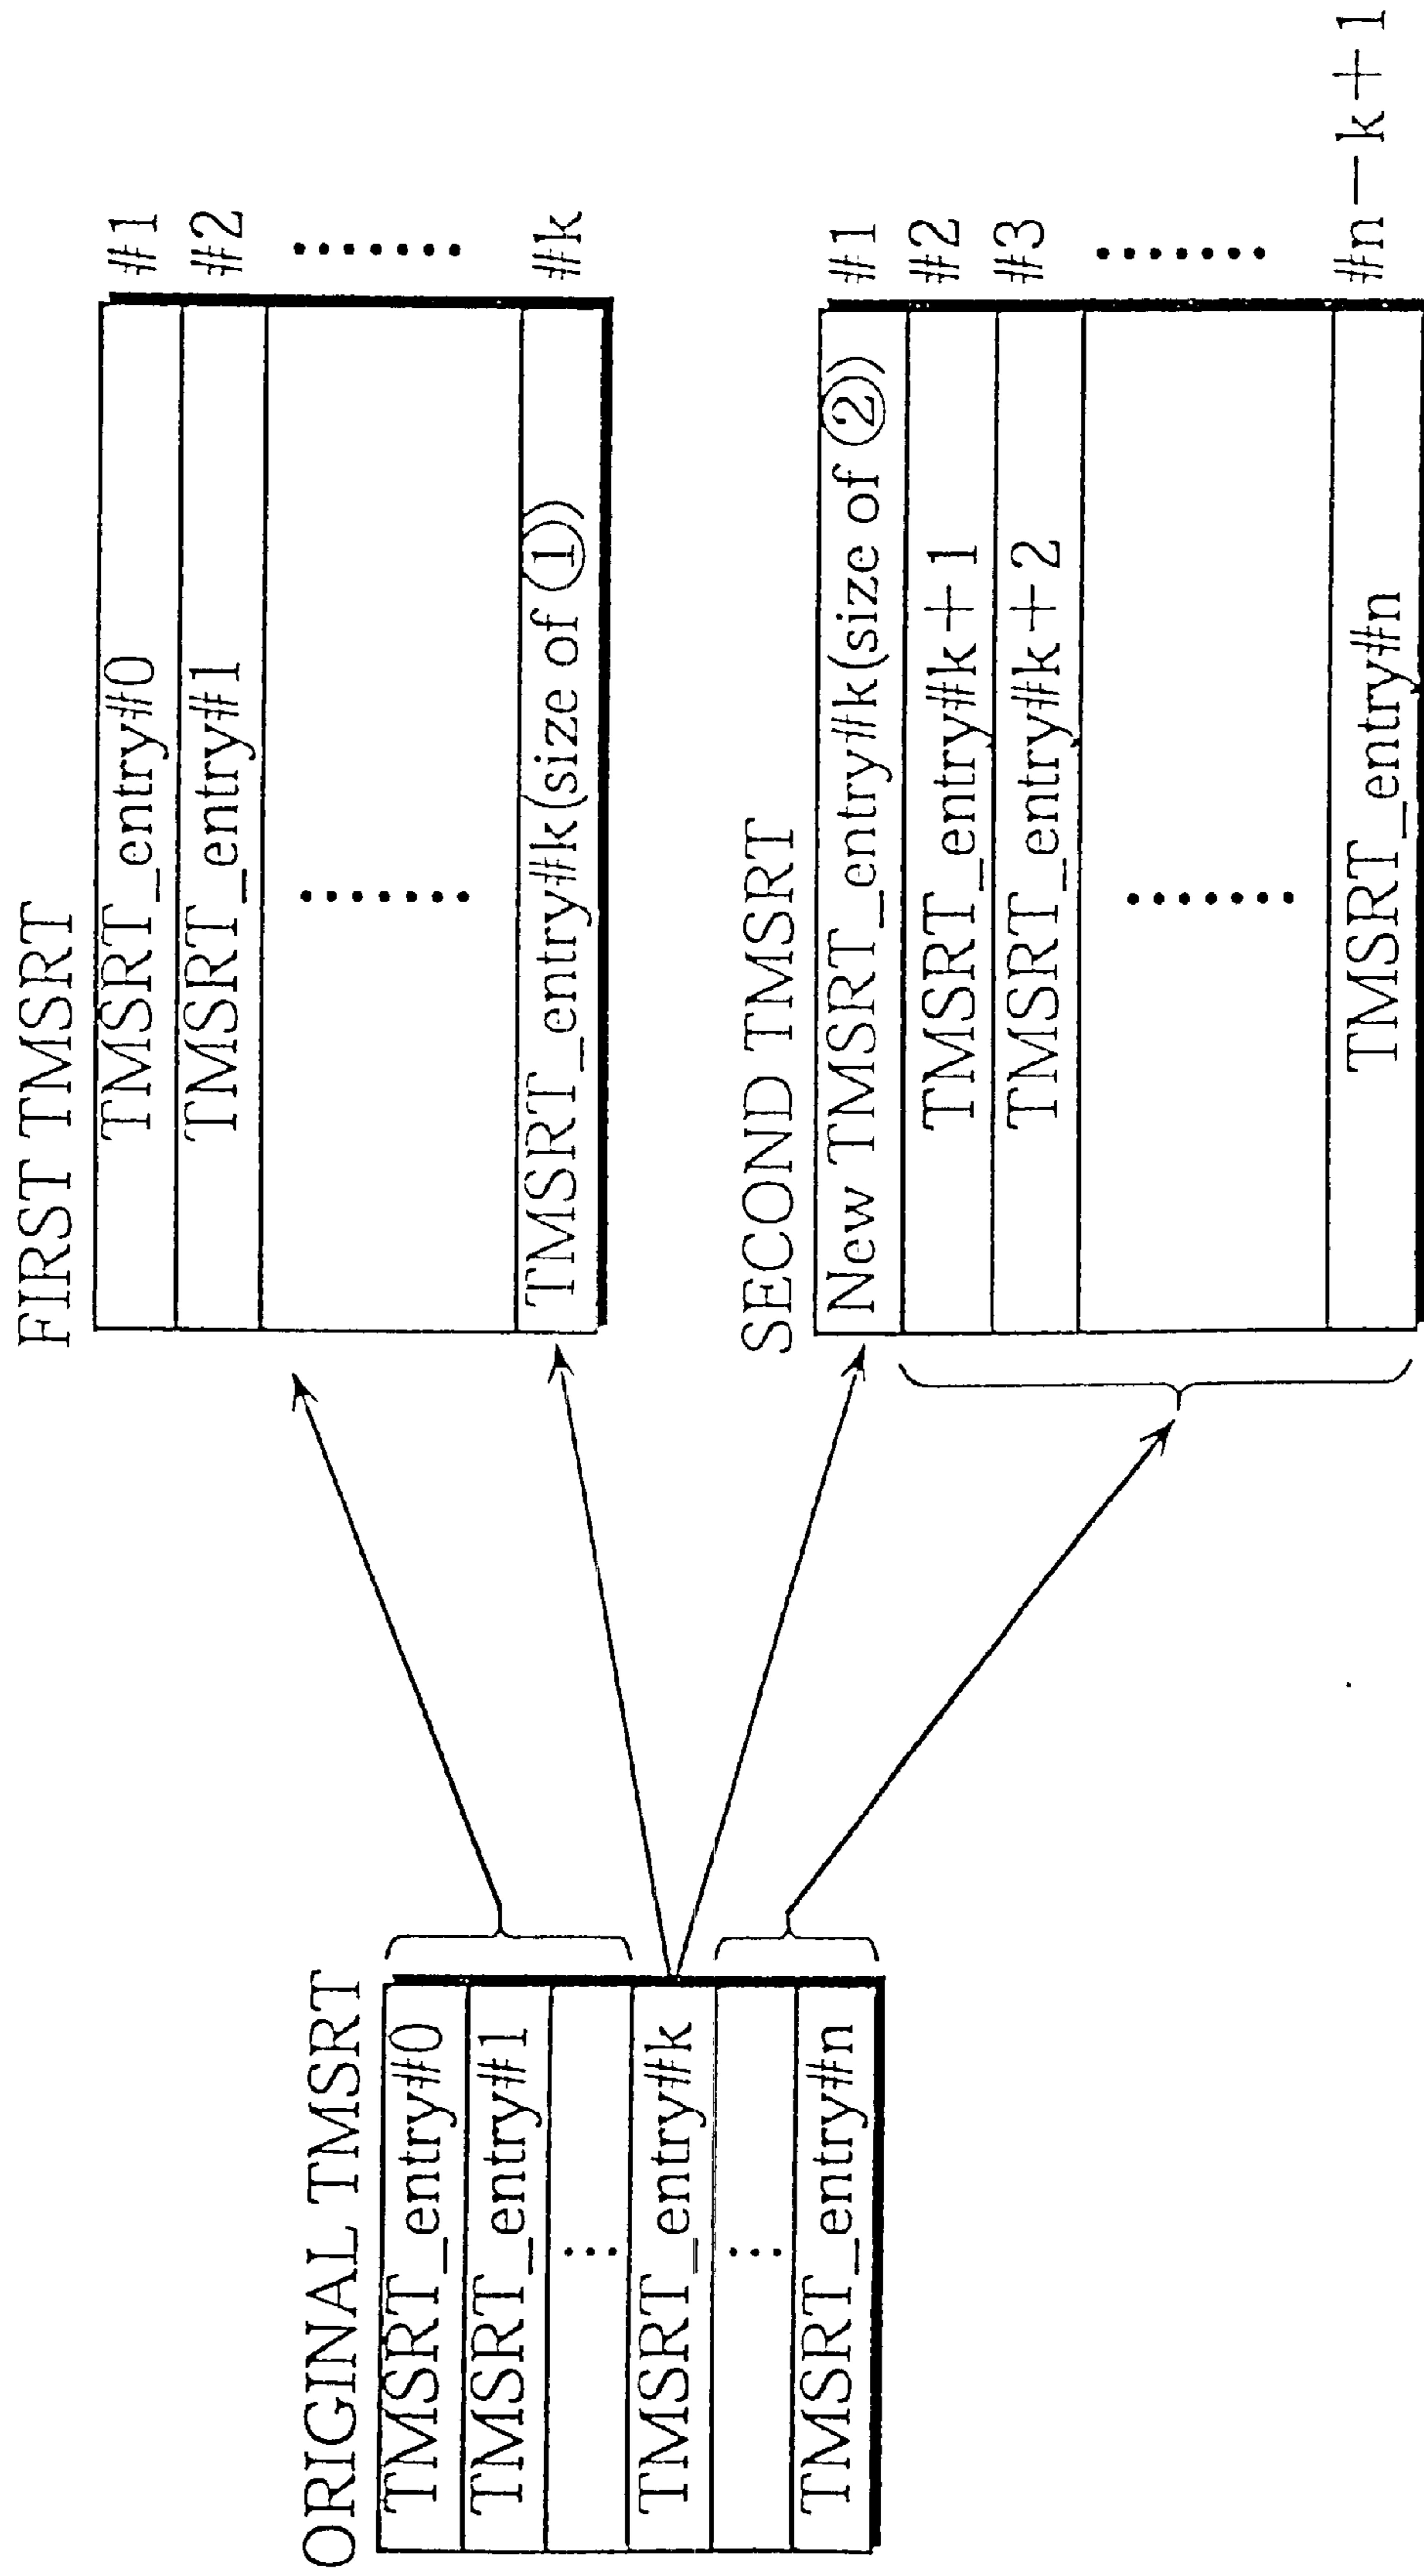 ORIGINAL TMSRT
TMSRT_entry#0
TMSRT_entry#1
...
TMSRT_entry#k
...
TMSRT_entry#n
FIRST TMSRT
TMSRT_entry#0 #1
TMSRT_entry#1 #2
....... .......
TMSRT_entry#k(size of ①) #k
SECOND TMSRT
New TMSRT_entry#k(size of ②) #1
TMSRT_entry#k+1 #2
TMSRT_entry#k+2 #3
....... .......
TMSRT_entry#n #n-k+1